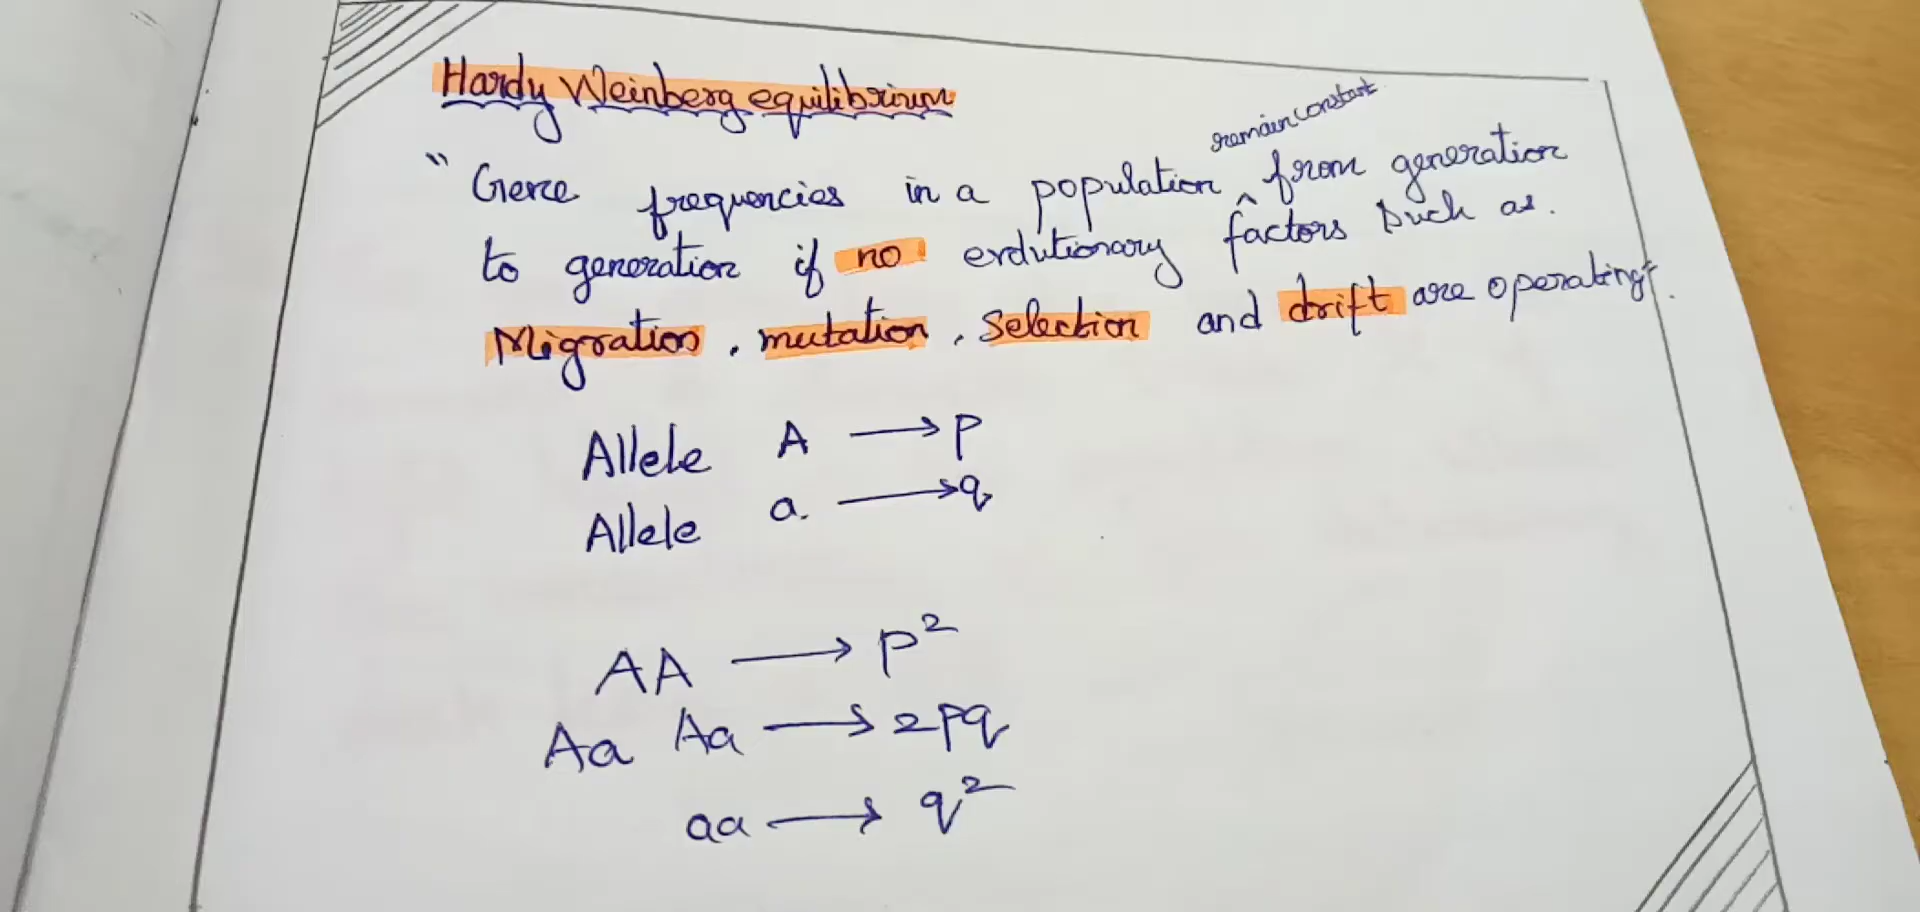 Hardy Weinberg equilibrium
remain constant
" Gene frequencies in a population ^ from generation
to generation if no evolutionary factors such as.
Migration, mutation, Selection and drift are operating.
Allele A → p
Allele a. → q
AA → p²
Aa Aa → 2pq
aa → q²